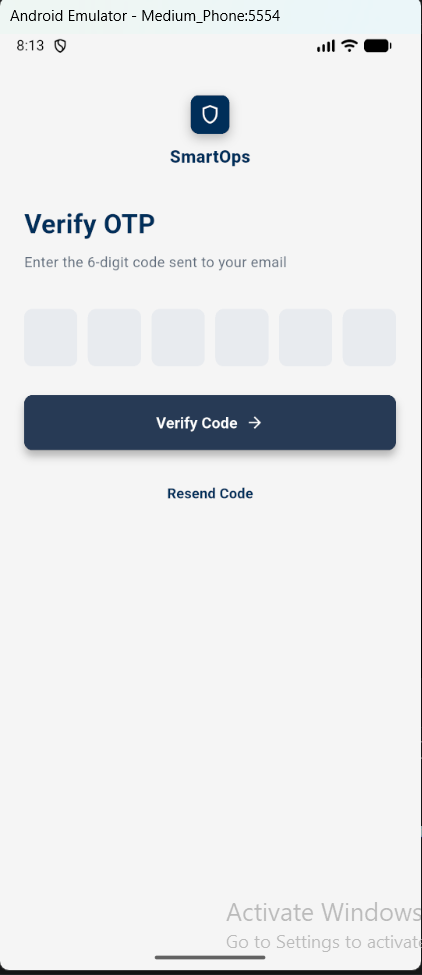 Android Emulator - Medium_Phone:5554
8:13
SmartOps
Verify OTP
Enter the 6-digit code sent to your email
Verify Code →
Resend Code
Activate Windows
Go to Settings to activate